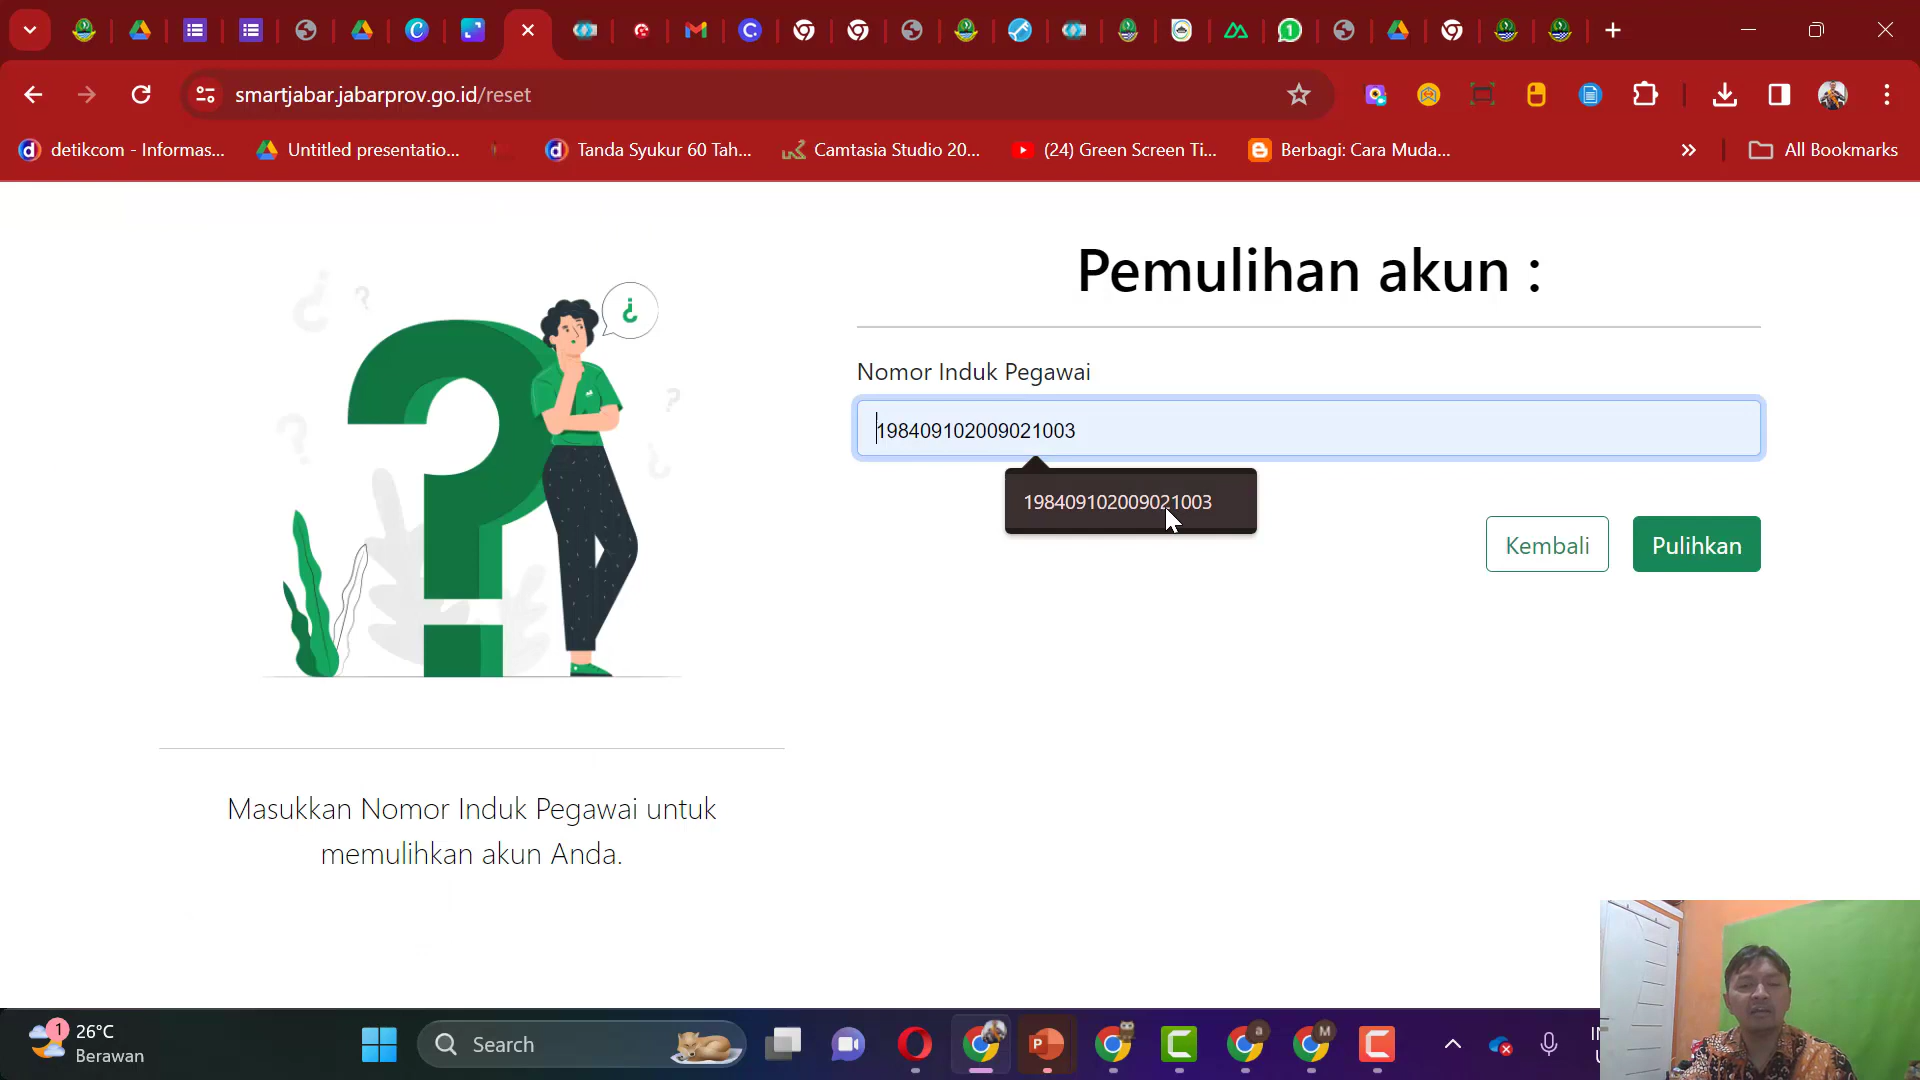 1
smartjabar.jabarprov.go.id/reset
detikcom - Informas...
Untitled presentatio...
Tanda Syukur 60 Tah...
Camtasia Studio 20...
(24) Green Screen Ti...
Berbagi: Cara Muda...
All Bookmarks
Pemulihan akun :
Nomor Induk Pegawai
198409102009021003
198409102009021003
Kembali
Pulihkan
Masukkan Nomor Induk Pegawai untuk
memulihkan akun Anda.
1
26°C
Berawan
Search
P
a
M